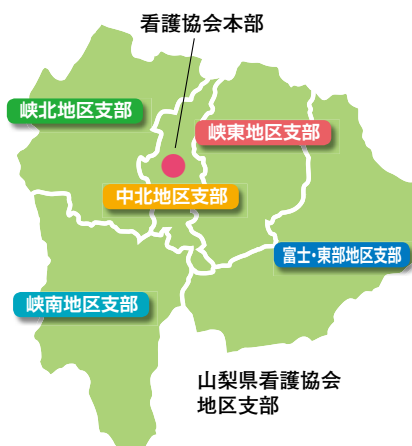 看護協会本部
峡北地区支部
峡東地区支部
中北地区支部
富士・東部地区支部
峡南地区支部
山梨県看護協会
地区支部